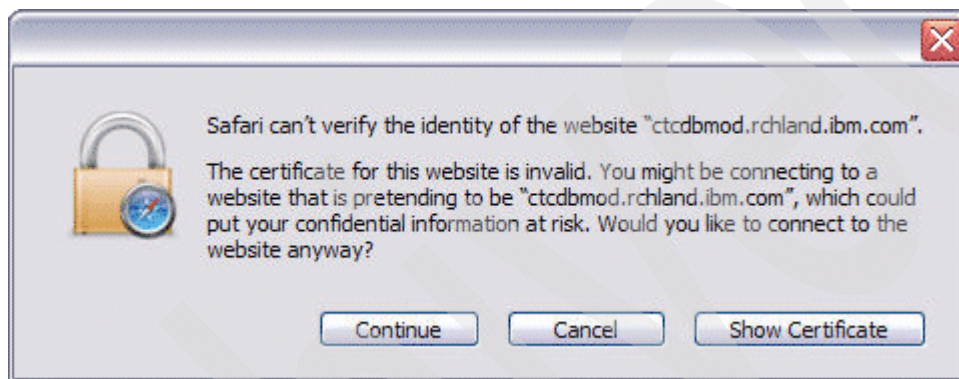 Safari can't verify the identity of the website “ctcdbmod.rchland.ibm.com”.
The certificate for this website is invalid. You might be connecting to a
website that is pretending to be “ctcdbmod.rchland.ibm.com”, which could
put your confidential information at risk. Would you like to connect to the
website anyway?
Continue Cancel Show Certificate